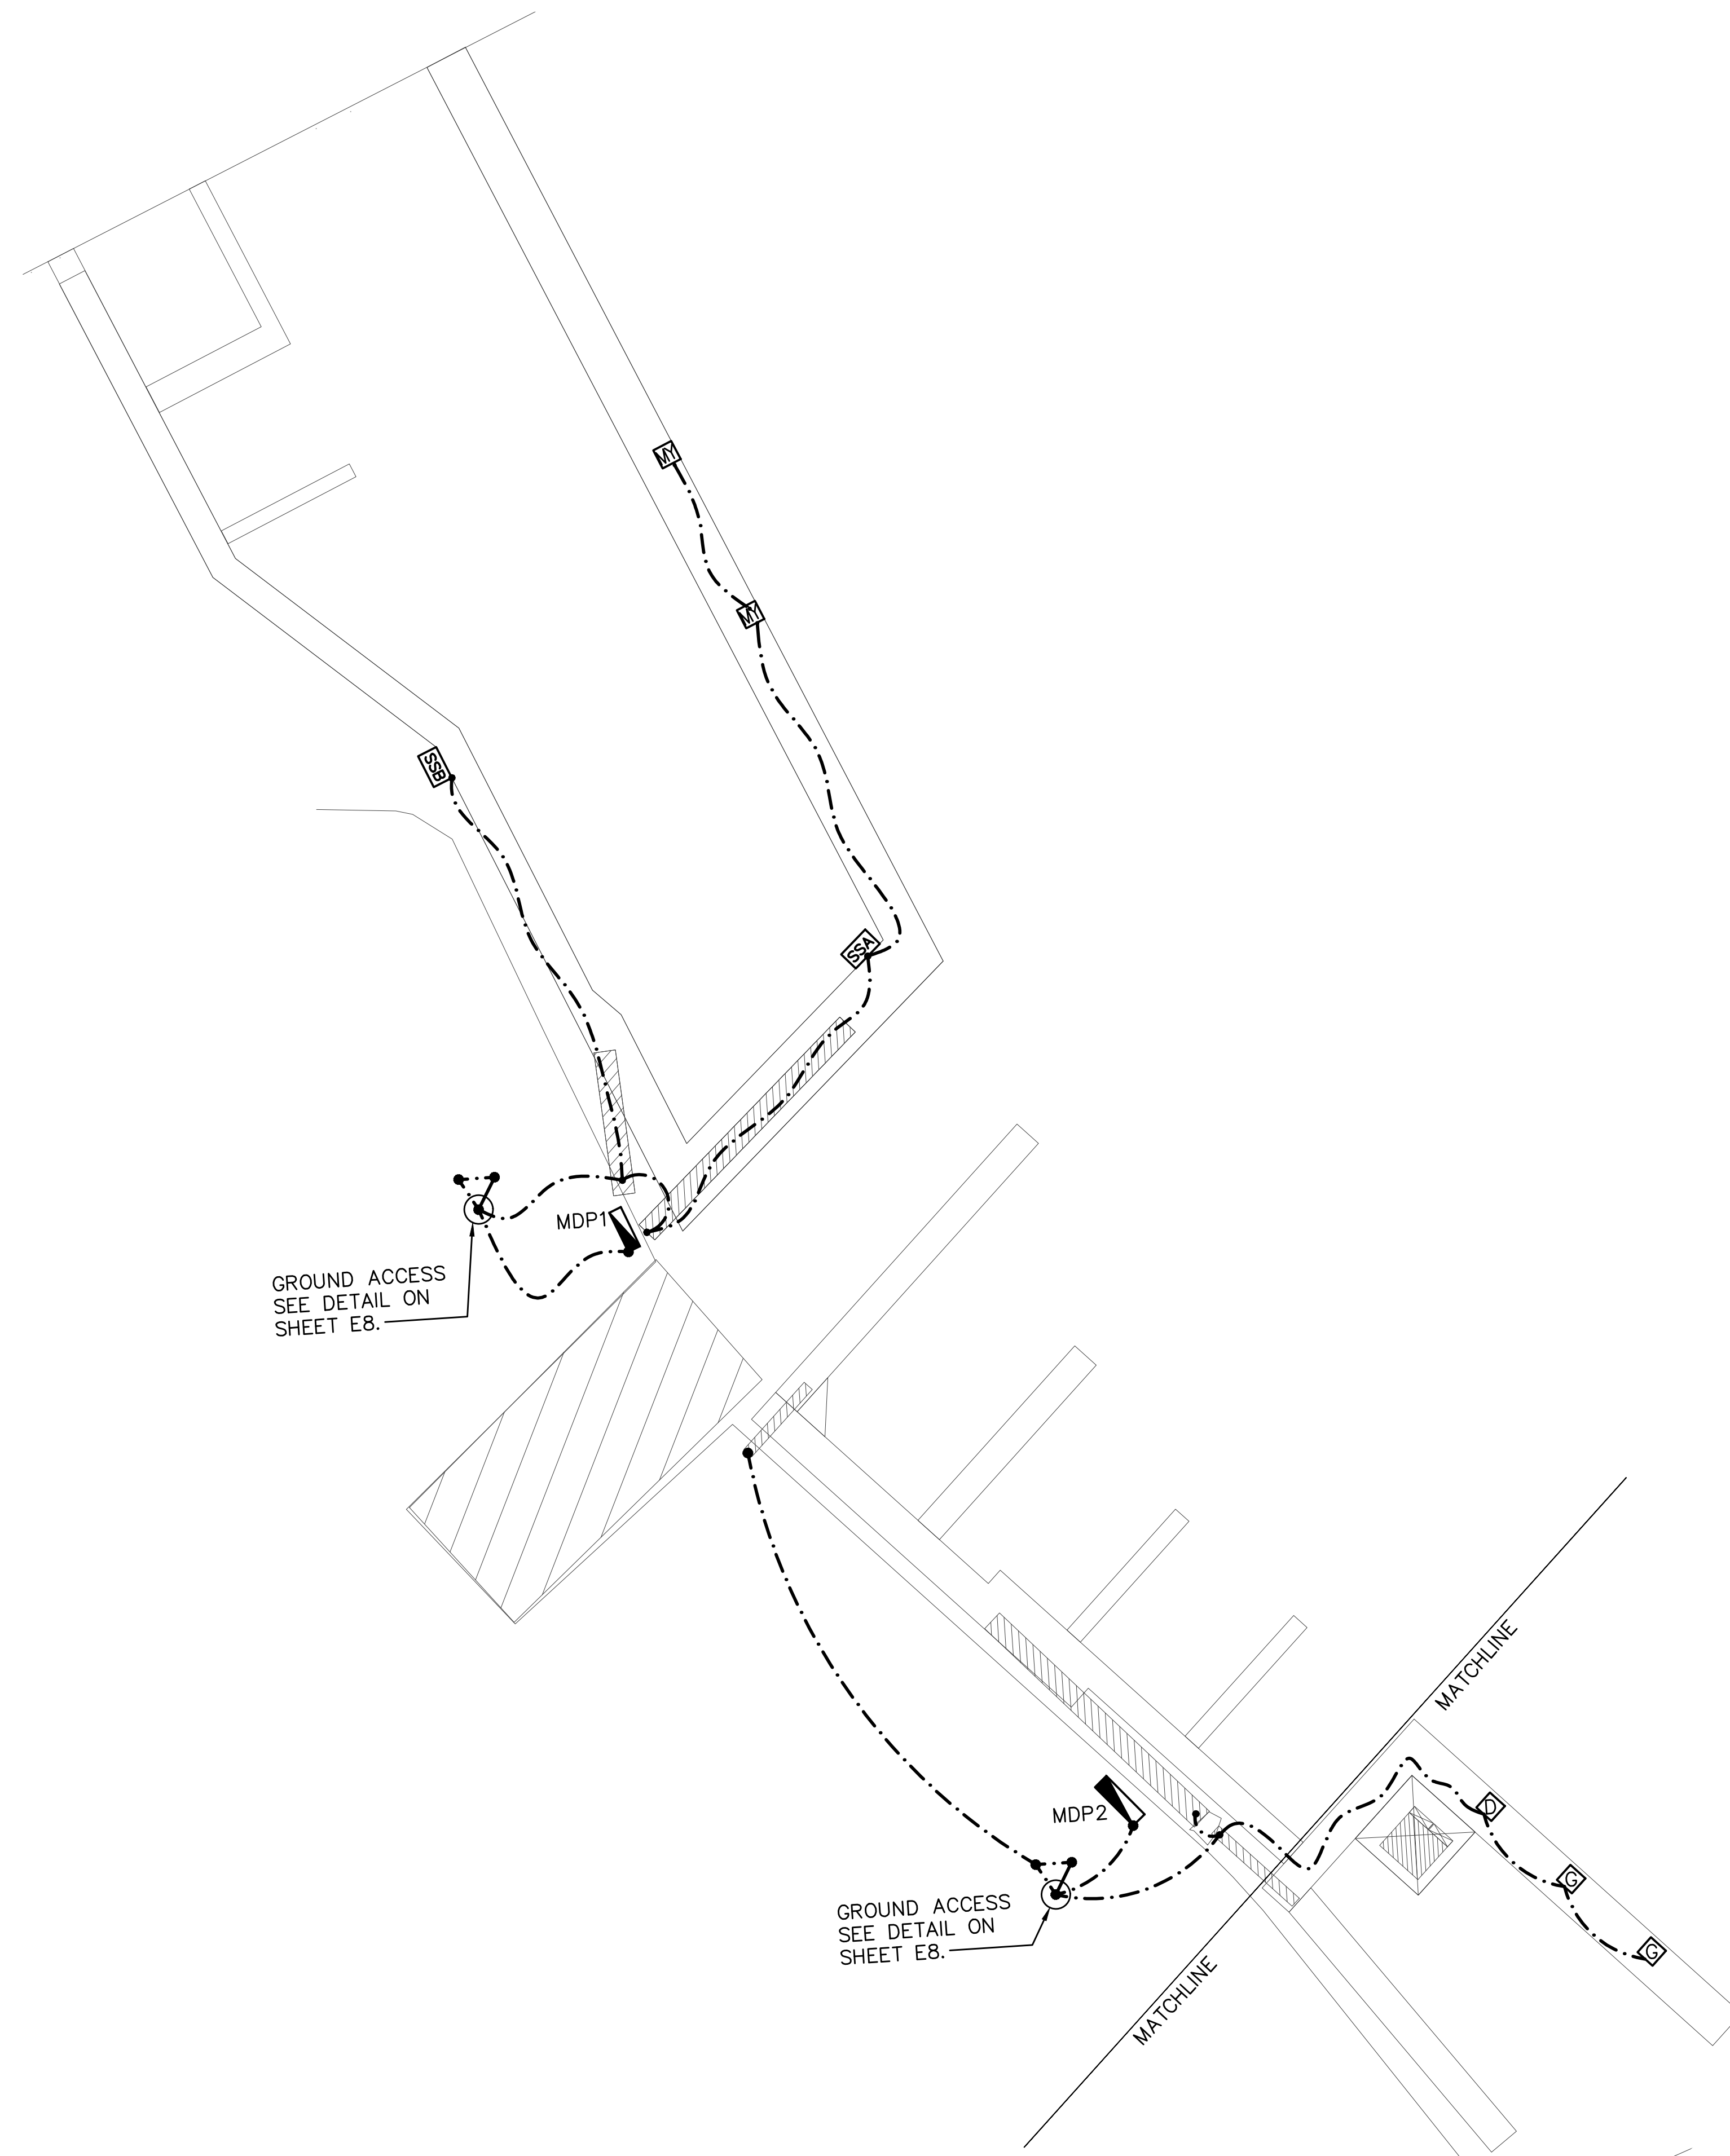 MY
MY
SSB
SSA
MDP1
GROUND ACCESS
SEE DETAIL ON
SHEET E8.
MATCHLINE
MDP2
D
G
GROUND ACCESS
SEE DETAIL ON
SHEET E8.
G
MATCHLINE